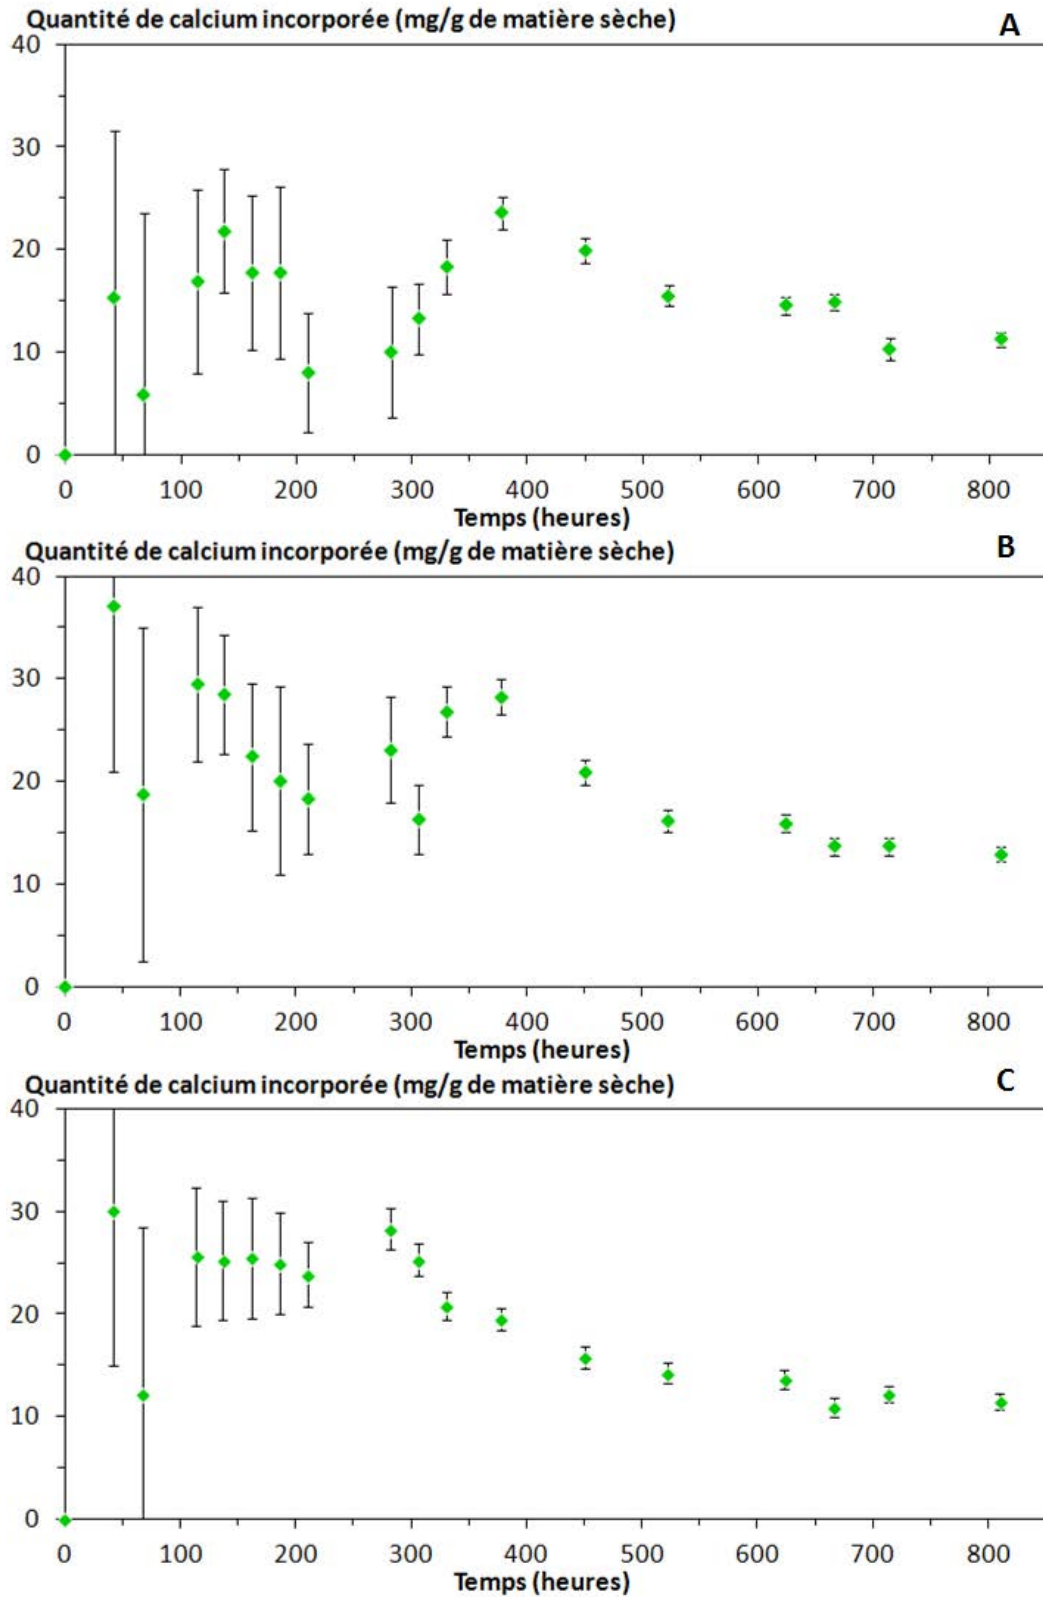 Quantité de calcium incorporée (mg/g de matière sèche) A
40
30
20
10
0
0 100 200 300 400 500 600 700 800
Temps (heures)
Quantité de calcium incorporée (mg/g de matière sèche) B
40
30
20
10
0
0 100 200 300 400 500 600 700 800
Temps (heures)
Quantité de calcium incorporée (mg/g de matière sèche) C
40
30
20
10
0
0 100 200 300 400 500 600 700 800
Temps (heures)